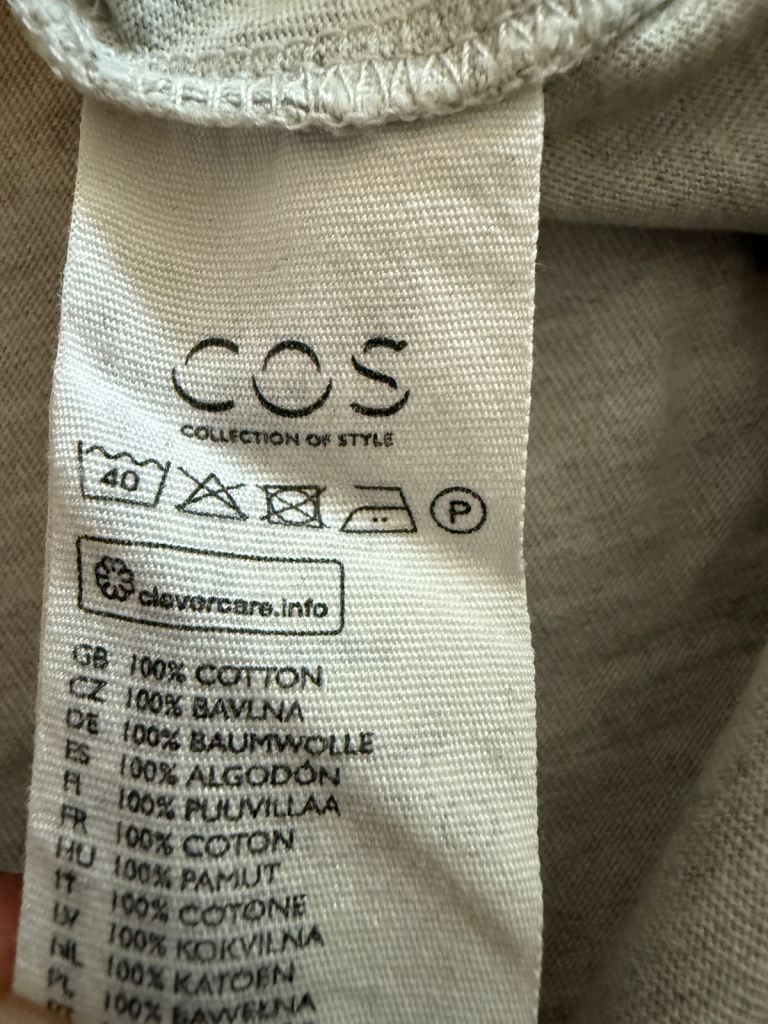 COS
COLLECTION OF STYLE
40 P
clevercare.info
GB 100% COTTON
CZ 100% BAVLNA
DE 100% BAUMWOLLE
ES 100% ALGODÓN
FI 100% PUUVILLAA
FR 100% COTON
HU 100% PAMUT
IT 100% COTONE
LV 100% KOKVILNA
NL 100% KATOEN
PL 100% BAWEŁNA